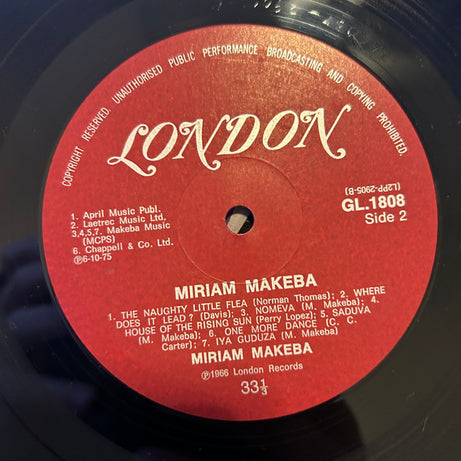 COPYRIGHT RESERVED. UNAUTHORISED PUBLIC PERFORMANCE BROADCASTING AND COPYING PROHIBITED.
LONDON
1. April Music Publ.
2. Laetrec Music Ltd.
3,4,5,7. Makeba Music
(MCPS)
6. Chappell & Co. Ltd.
℗6-10-75
(L2PP-2905-B)
GL.1808
Side 2
MIRIAM MAKEBA
1. THE NAUGHTY LITTLE FLEA (Norman Thomas); 2. WHERE
DOES IT LEAD? (Davis); 3. NOMEVA (M. Makeba); 4.
HOUSE OF THE RISING SUN (Perry Lopez); 5. SADUVA
(M. Makeba); 6. ONE MORE DANCE (C. C.
Carter); 7. IYA GUDUZA (M. Makeba)
MIRIAM MAKEBA
℗1966 London Records
33⅓